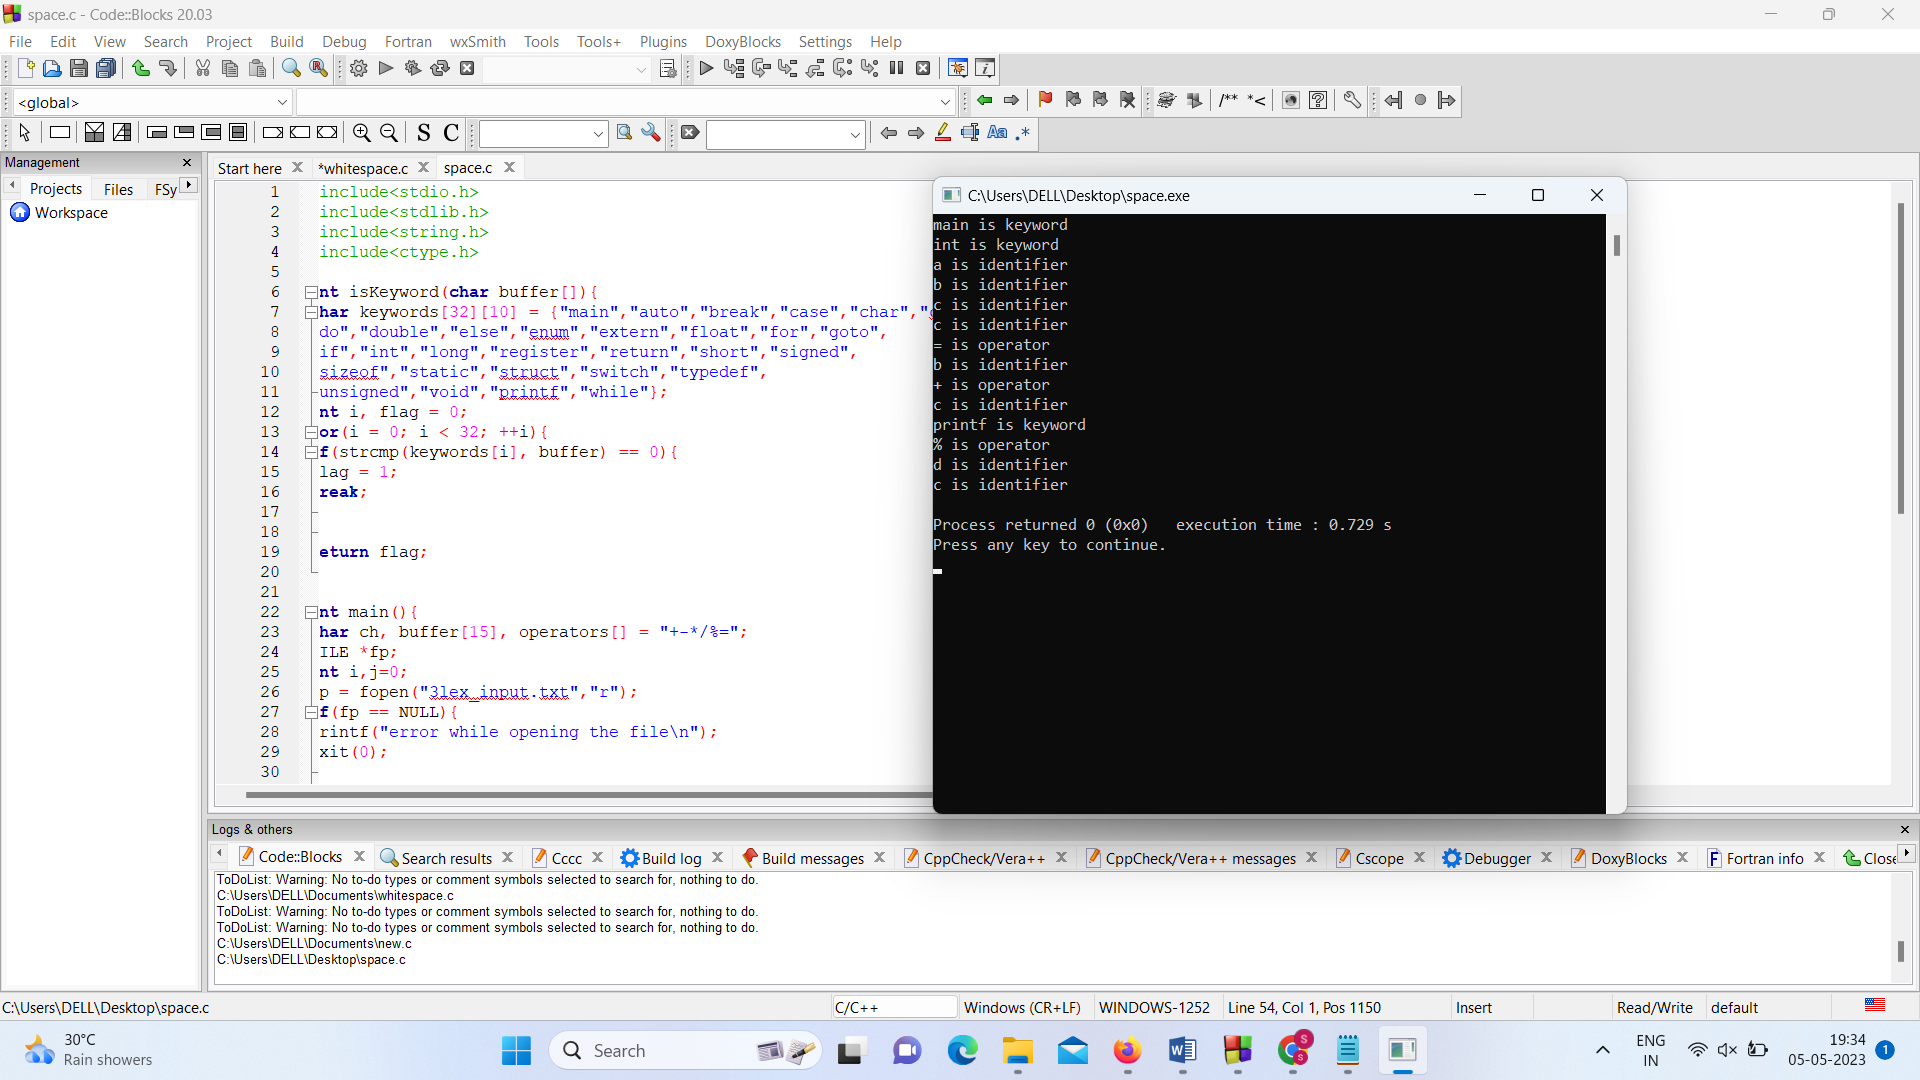 space.c - Code::Blocks 20.03
File Edit View Search Project Build Debug Fortran wxSmith Tools Tools+ Plugins DoxyBlocks Settings Help
<global>
/** *<
S C
Aa .*
Management
Projects Files FSy
Workspace
Start here *whitespace.c space.c
1 include<stdio.h>
2 include<stdlib.h>
3 include<string.h>
4 include<ctype.h>
5
6 nt isKeyword(char buffer[]){
7 har keywords[32][10] = {"main","auto","break","case","char","
8 do","double","else","enum","extern","float","for","goto",
9 if","int","long","register","return","short","signed",
10 sizeof","static","struct","switch","typedef",
11 unsigned","void","printf","while"};
12 nt i, flag = 0;
13 or(i = 0; i < 32; ++i){
14 f(strcmp(keywords[i], buffer) == 0){
15 lag = 1;
16 reak;
17
18
19 eturn flag;
20
21
22 nt main(){
23 har ch, buffer[15], operators[] = "+-*/%=";
24 ILE *fp;
25 nt i,j=0;
26 p = fopen("3lex_input.txt","r");
27 f(fp == NULL){
28 rintf("error while opening the file\n");
29 xit(0);
30
C:\Users\DELL\Desktop\space.exe
main is keyword
int is keyword
a is identifier
b is identifier
c is identifier
c is identifier
= is operator
b is identifier
+ is operator
c is identifier
printf is keyword
% is operator
d is identifier
c is identifier
Process returned 0 (0x0) execution time : 0.729 s
Press any key to continue.
Logs & others
Code::Blocks Search results Cccc Build log Build messages CppCheck/Vera++ CppCheck/Vera++ messages Cscope Debugger DoxyBlocks Fortran info Close
ToDoList: Warning: No to-do types or comment symbols selected to search for, nothing to do.
C:\Users\DELL\Documents\whitespace.c
ToDoList: Warning: No to-do types or comment symbols selected to search for, nothing to do.
ToDoList: Warning: No to-do types or comment symbols selected to search for, nothing to do.
C:\Users\DELL\Documents\new.c
C:\Users\DELL\Desktop\space.c
C:\Users\DELL\Desktop\space.c C/C++ Windows (CR+LF) WINDOWS-1252 Line 54, Col 1, Pos 1150 Insert Read/Write default
30°C
Rain showers
Search
ENG
IN
19:34
05-05-2023
1